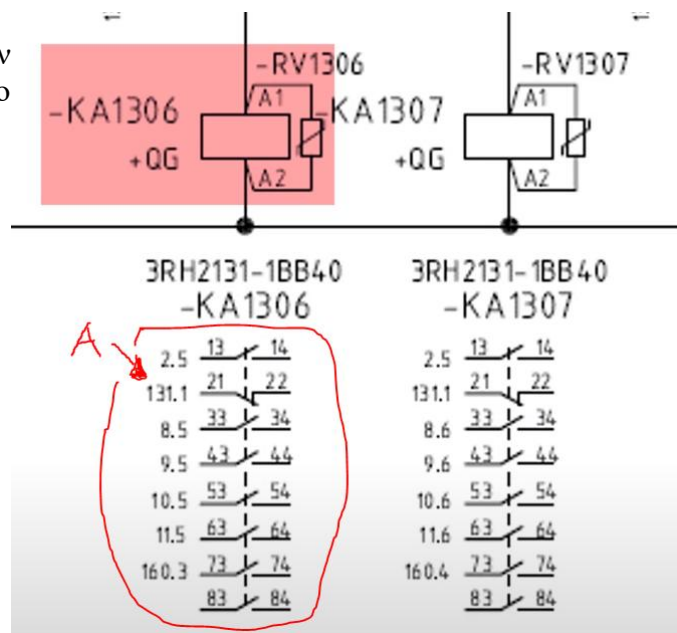 ν
ο
-RV1306
-KA1306
A1
+QG
A2
-RV1307
-KA1307
A1
+QG
A2
3RH2131-1BB40
-KA1306
A
2.5 13 14
131.1 21 22
8.5 33 34
9.5 43 44
10.5 53 54
11.5 63 64
160.3 73 74
83 84
3RH2131-1BB40
-KA1307
2.5 13 14
131.1 21 22
8.6 33 34
9.6 43 44
10.6 53 54
11.6 63 64
160.4 73 74
83 84